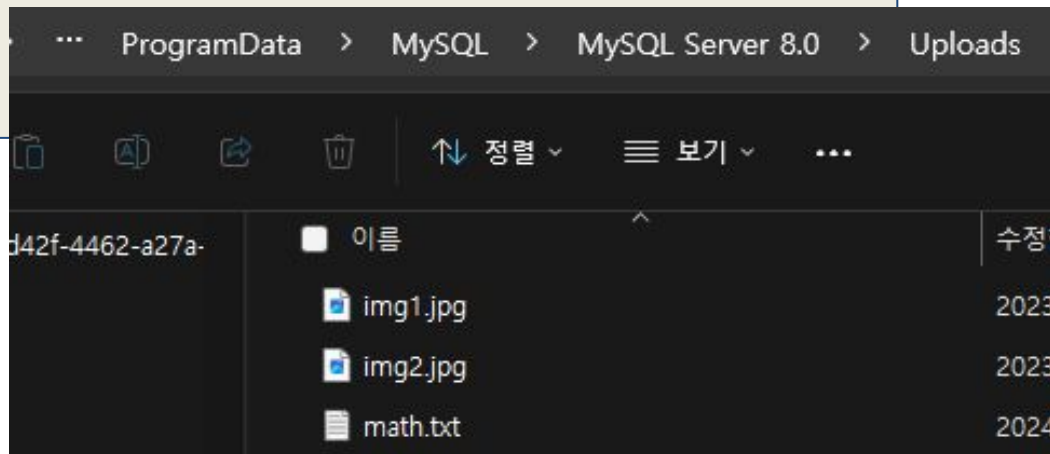 ··· ProgramData > MySQL > MySQL Server 8.0 > Uploads
정렬 보기 ···
d42f-4462-a27a-
이름 수정
img1.jpg 2023
img2.jpg 2023
math.txt 2024